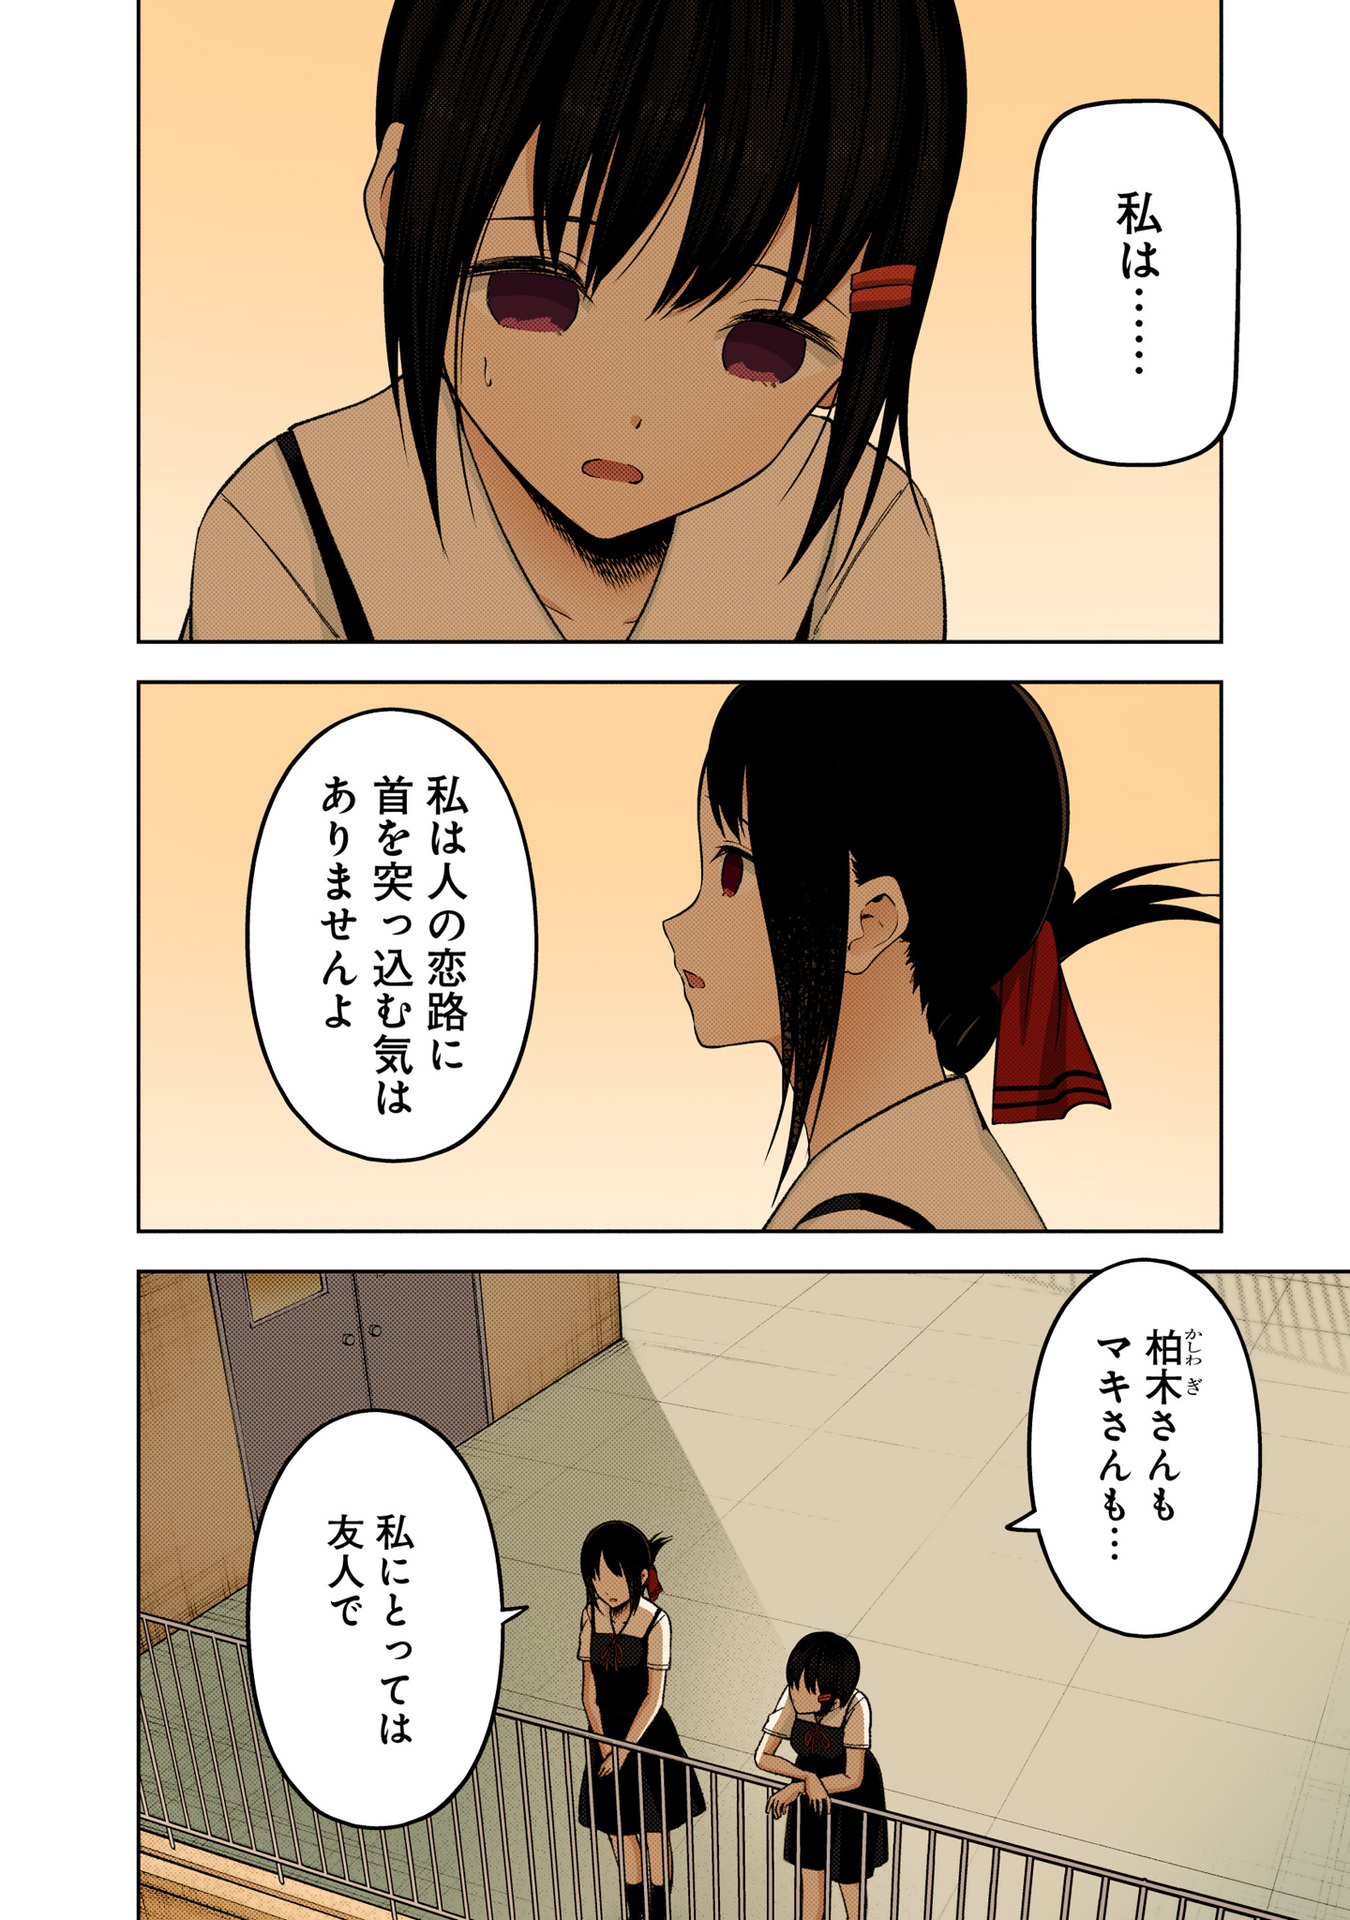 私は……
私は人の恋路に
首を突っ込む気は
ありませんよ
柏木さんも
かしわぎ
マキさんも…
私にとっては
友人で